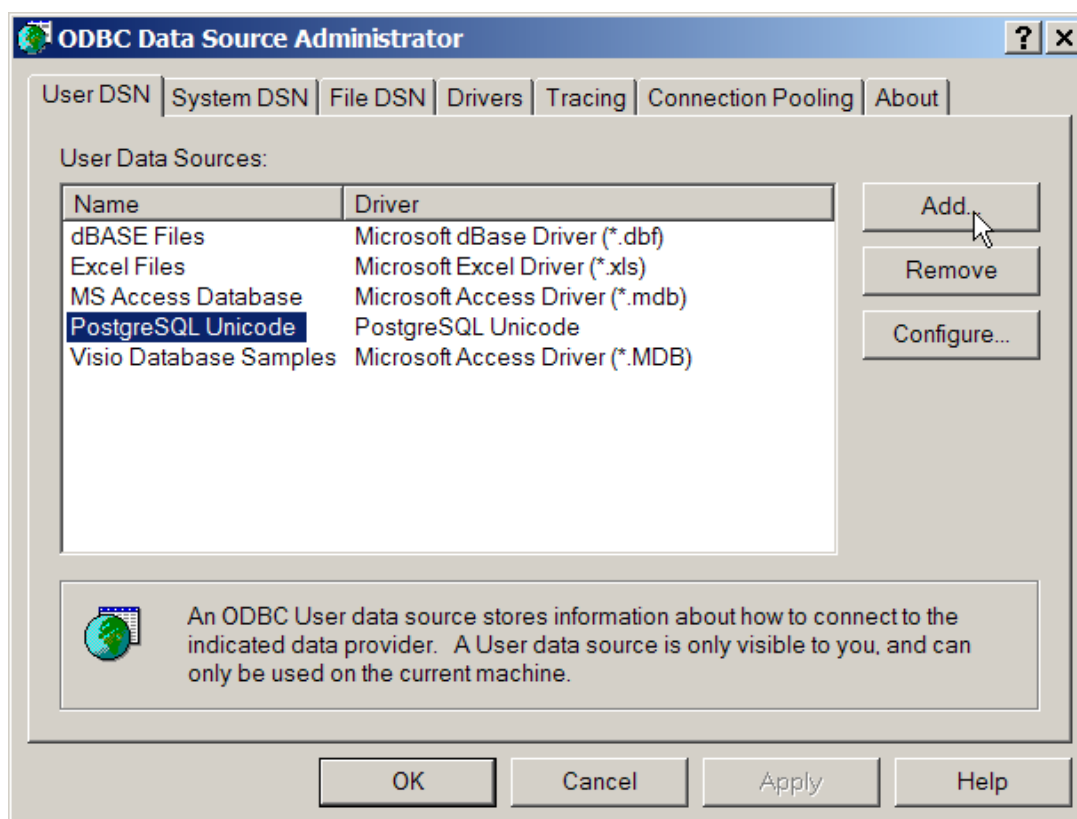 ODBC Data Source Administrator
User DSN System DSN File DSN Drivers Tracing Connection Pooling About
User Data Sources:
Name Driver
dBASE Files Microsoft dBase Driver (*.dbf)
Excel Files Microsoft Excel Driver (*.xls)
MS Access Database Microsoft Access Driver (*.mdb)
PostgreSQL Unicode PostgreSQL Unicode
Visio Database Samples Microsoft Access Driver (*.MDB)
Add...
Remove
Configure...
An ODBC User data source stores information about how to connect to the
indicated data provider. A User data source is only visible to you, and can
only be used on the current machine.
OK Cancel Apply Help